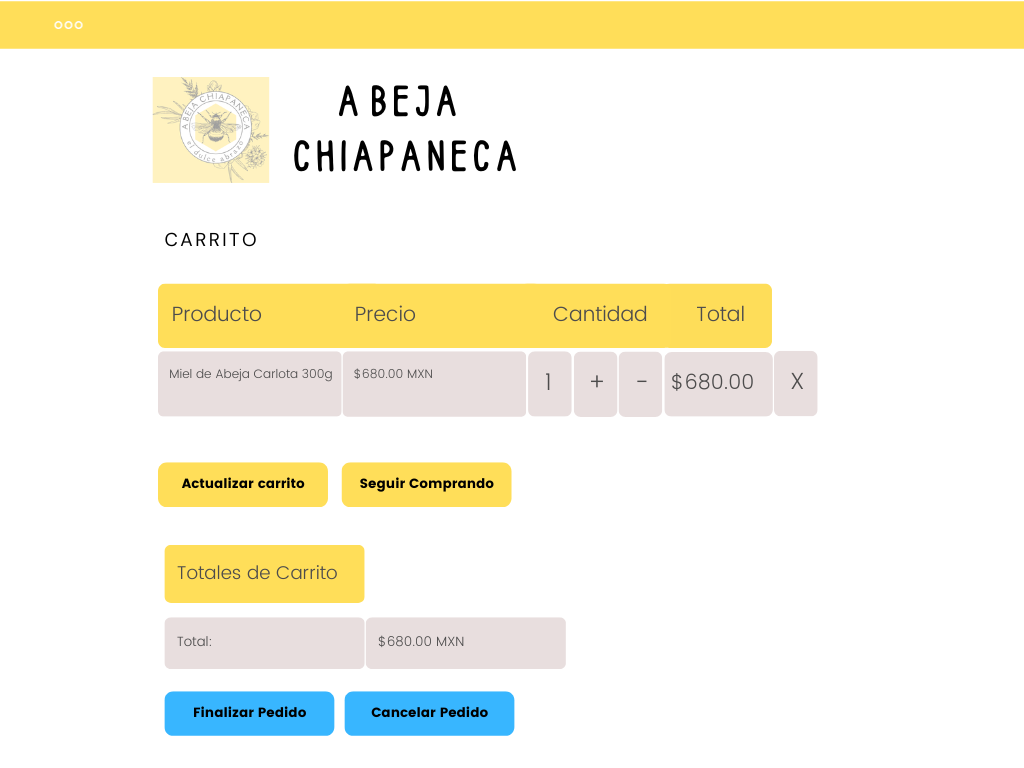 ABEJA CHIAPANECA
el dulce abrazo
A BEJA
CHIAPANECA
CARRITO
Producto Precio Cantidad Total
Miel de Abeja Carlota 300g $680.00 MXN 1 + - $680.00 X
Actualizar carrito Seguir Comprando
Totales de Carrito
Total: $680.00 MXN
Finalizar Pedido Cancelar Pedido